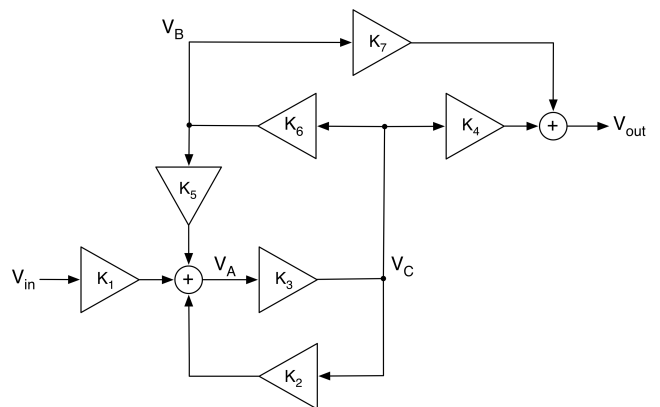 V_B
K_7
K_6
K_4
+
V_out
K_5
V_in
K_1
+
V_A
K_3
V_C
K_2